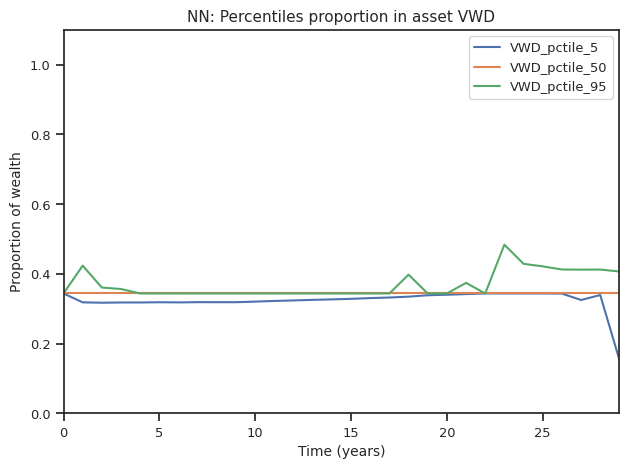 NN: Percentiles proportion in asset VWD
VWD_pctile_5
VWD_pctile_50
VWD_pctile_95
Proportion of wealth
1.0
0.8
0.6
0.4
0.2
0.0
0 5 10 15 20 25
Time (years)